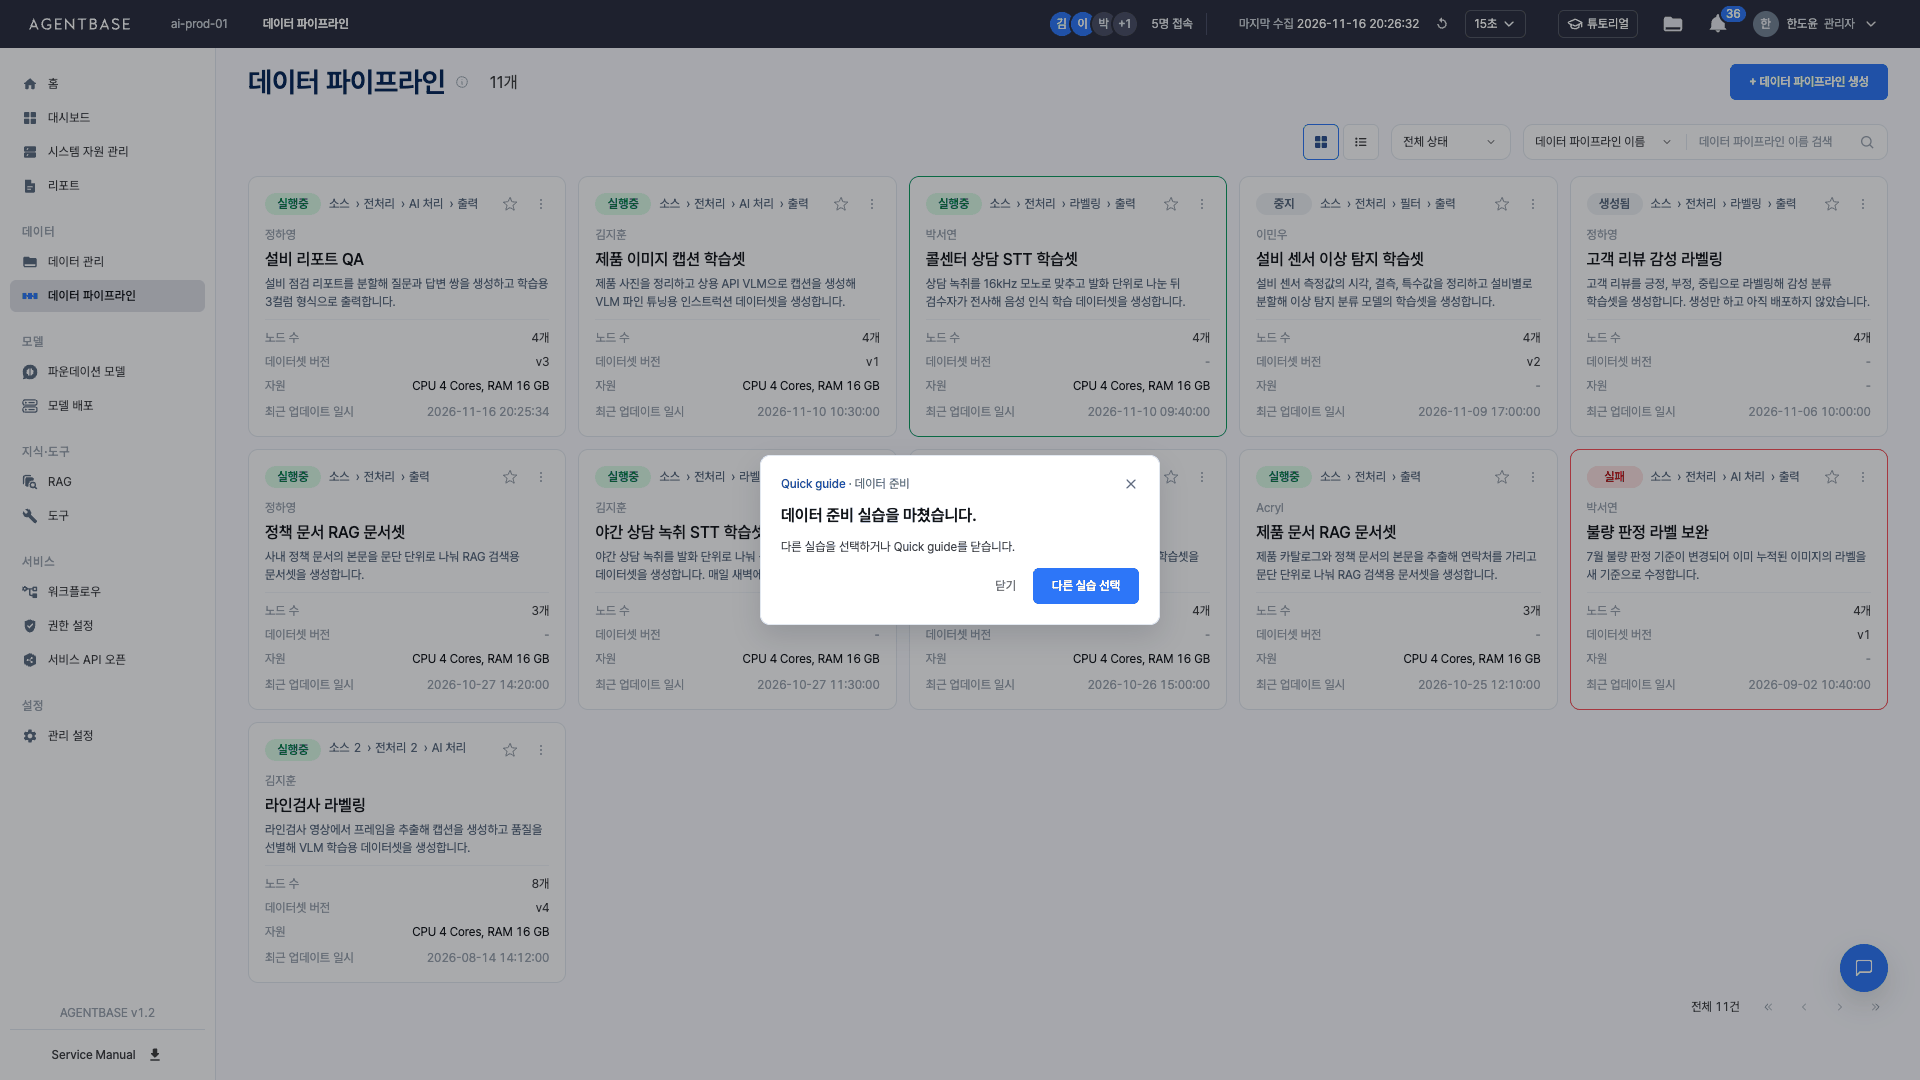 AGENTBASE
ai-prod-01
데이터 파이프라인
김 이 박 +1
5명 접속
마지막 수집 2026-11-16 20:26:32
15초
튜토리얼
36
한
한도윤 관리자
홈
대시보드
시스템 자원 관리
리포트
데이터
데이터 관리
데이터 파이프라인
모델
파운데이션 모델
모델 배포
지식·도구
RAG
도구
서비스
워크플로우
권한 설정
서비스 API 오픈
설정
관리 설정
AGENTBASE v1.2
Service Manual
데이터 파이프라인
11개
+ 데이터 파이프라인 생성
전체 상태
데이터 파이프라인 이름
데이터 파이프라인 이름 검색
실행중 소스 › 전처리 › AI 처리 › 출력
정하영
설비 리포트 QA
설비 점검 리포트를 분할해 질문과 답변 쌍을 생성하고 학습용
3컬럼 형식으로 출력합니다.
노드 수 4개
데이터셋 버전 v3
자원 CPU 4 Cores, RAM 16 GB
최근 업데이트 일시 2026-11-16 20:25:34
실행중 소스 › 전처리 › AI 처리 › 출력
김지훈
제품 이미지 캡션 학습셋
제품 사진을 정리하고 상용 API VLM으로 캡션을 생성해
VLM 파인 튜닝용 인스트럭션 데이터셋을 생성합니다.
노드 수 4개
데이터셋 버전 v1
자원 CPU 4 Cores, RAM 16 GB
최근 업데이트 일시 2026-11-10 10:30:00
실행중 소스 › 전처리 › 라벨링 › 출력
박서연
콜센터 상담 STT 학습셋
상담 녹취를 16kHz 모노로 맞추고 발화 단위로 나눈 뒤
검수자가 전사해 음성 인식 학습 데이터셋을 생성합니다.
노드 수 4개
데이터셋 버전 -
자원 CPU 4 Cores, RAM 16 GB
최근 업데이트 일시 2026-11-10 09:40:00
중지 소스 › 전처리 › 필터 › 출력
이민우
설비 센서 이상 탐지 학습셋
설비 센서 측정값의 시각, 결측, 특수값을 정리하고 설비별로
분할해 이상 탐지 분류 모델의 학습셋을 생성합니다.
노드 수 4개
데이터셋 버전 v2
자원 -
최근 업데이트 일시 2026-11-09 17:00:00
생성됨 소스 › 전처리 › 라벨링 › 출력
정하영
고객 리뷰 감성 라벨링
고객 리뷰를 긍정, 부정, 중립으로 라벨링해 감성 분류
학습셋을 생성합니다. 생성만 하고 아직 배포하지 않았습니다.
노드 수 4개
데이터셋 버전 -
자원 -
최근 업데이트 일시 2026-11-06 10:00:00
실행중 소스 › 전처리 › 출력
정하영
정책 문서 RAG 문서셋
사내 정책 문서의 본문을 문단 단위로 나눠 RAG 검색용
문서셋을 생성합니다.
노드 수 3개
데이터셋 버전 -
자원 CPU 4 Cores, RAM 16 GB
최근 업데이트 일시 2026-10-27 14:20:00
실행중 소스 › 전처리 › 라벨
김지훈
야간 상담 녹취 STT 학습셋
야간 상담 녹취를 발화 단위로 나눠
데이터셋을 생성합니다. 매일 새벽에
노드 수
데이터셋 버전 -
자원 CPU 4 Cores, RAM 16 GB
최근 업데이트 일시 2026-10-27 11:30:00
학습셋을
노드 수 4개
데이터셋 버전 -
자원 CPU 4 Cores, RAM 16 GB
최근 업데이트 일시 2026-10-26 15:00:00
실행중 소스 › 전처리 › 출력
Acryl
제품 문서 RAG 문서셋
제품 카탈로그와 정책 문서의 본문을 추출해 연락처를 가리고
문단 단위로 나눠 RAG 검색용 문서셋을 생성합니다.
노드 수 3개
데이터셋 버전 -
자원 CPU 4 Cores, RAM 16 GB
최근 업데이트 일시 2026-10-25 12:10:00
실패 소스 › 전처리 › AI 처리 › 출력
박서연
불량 판정 라벨 보완
7월 불량 판정 기준이 변경되어 이미 누적된 이미지의 라벨을
새 기준으로 수정합니다.
노드 수 4개
데이터셋 버전 v1
자원 -
최근 업데이트 일시 2026-09-02 10:40:00
실행중 소스 2 › 전처리 2 › AI 처리
김지훈
라인검사 라벨링
라인검사 영상에서 프레임을 추출해 캡션을 생성하고 품질을
선별해 VLM 학습용 데이터셋을 생성합니다.
노드 수 8개
데이터셋 버전 v4
자원 CPU 4 Cores, RAM 16 GB
최근 업데이트 일시 2026-08-14 14:12:00
Quick guide · 데이터 준비
데이터 준비 실습을 마쳤습니다.
다른 실습을 선택하거나 Quick guide를 닫습니다.
닫기
다른 실습 선택
전체 11건
« ‹ › »